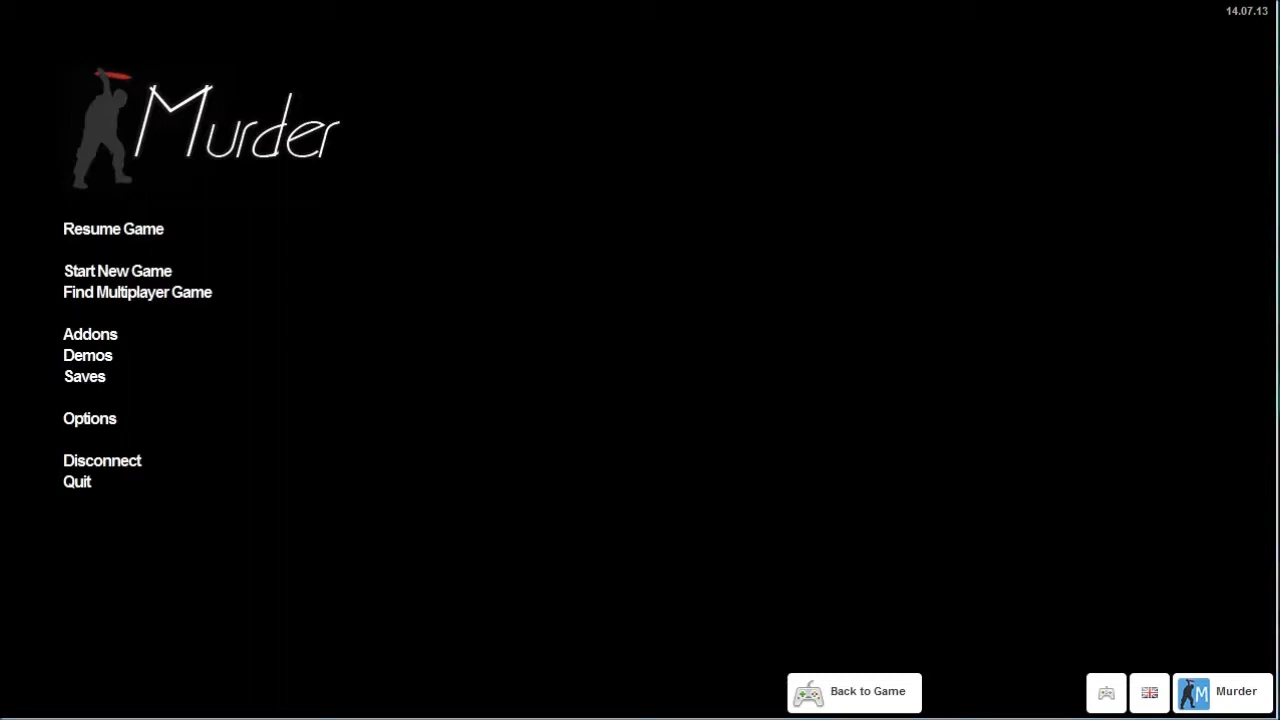 14.07.13
Murder
Resume Game
Start New Game
Find Multiplayer Game
Addons
Demos
Saves
Options
Disconnect
Quit
Back to Game
M
Murder